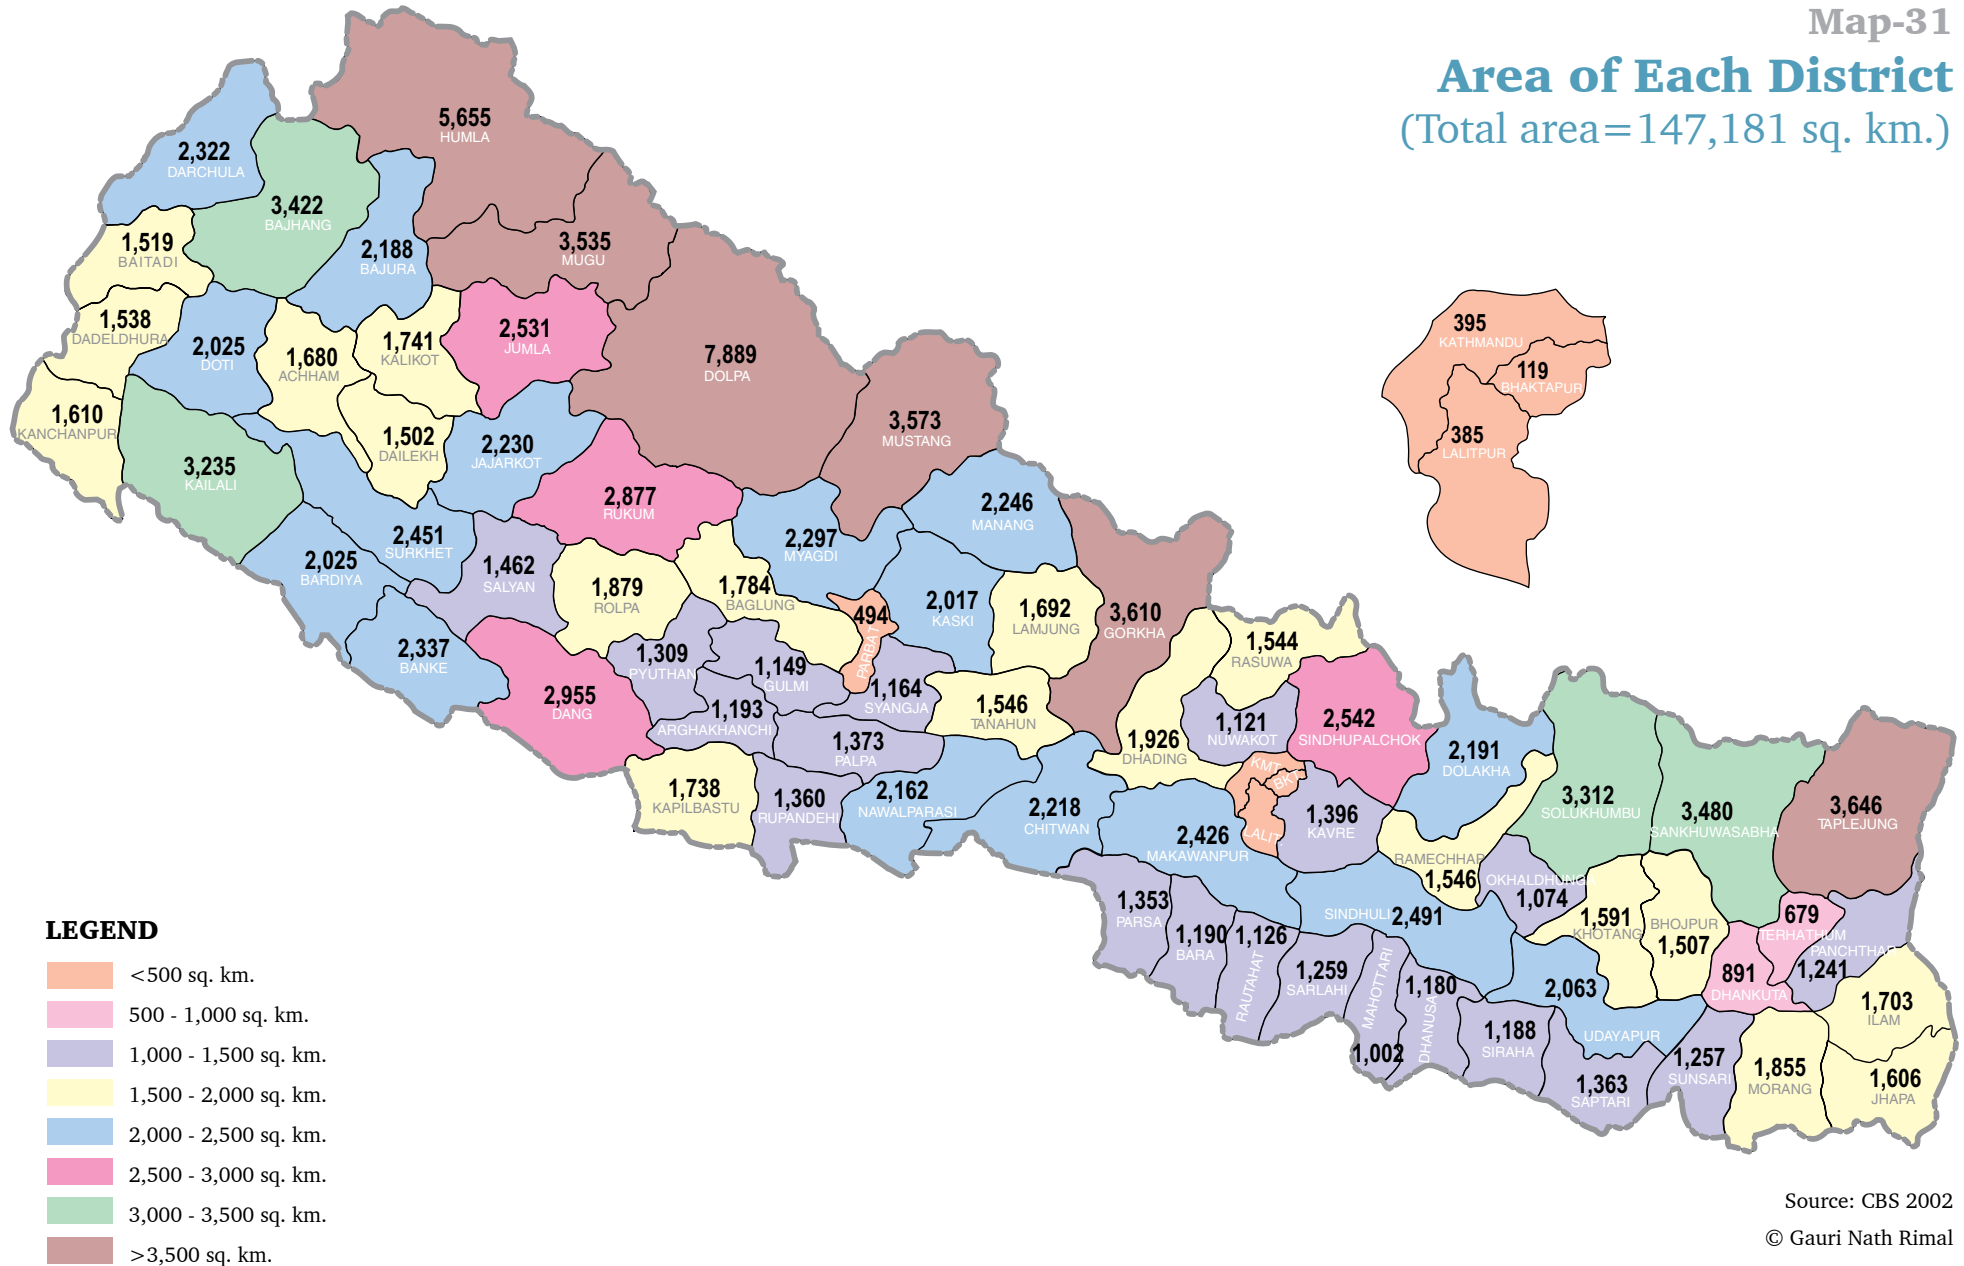 Map-31
Area of Each District
(Total area=147,181 sq. km.)
5,655
HUMLA
2,322
DARCHULA
3,422
BAJHANG
1,519
BAITADI
2,188
BAJURA
3,535
MUGU
1,538
DADELDHURA
2,025
DOTI
1,680
ACHHAM
1,741
KALIKOT
2,531
JUMLA
7,889
DOLPA
395
KATHMANDU
119
BHAKTAPUR
385
LALITPUR
1,610
KANCHANPUR
3,235
KAILALI
1,502
DAILEKH
2,230
JAJARKOT
3,573
MUSTANG
2,877
RUKUM
2,246
MANANG
2,451
SURKHET
2,297
MYAGDI
2,025
BARDIYA
1,462
SALYAN
1,879
ROLPA
1,784
BAGLUNG
494
PARBAT
2,017
KASKI
1,692
LAMJUNG
3,610
GORKHA
2,337
BANKE
1,309
PYUTHAN
1,149
GULMI
1,164
SYANGJA
1,544
RASUWA
2,955
DANG
1,193
ARGHAKHANCHI
1,546
TANAHUN
1,373
PALPA
1,926
DHADING
1,121
NUWAKOT
2,542
SINDHUPALCHOK
2,191
DOLAKHA
KMT
BKT
LALIT
1,738
KAPILBASTU
1,360
RUPANDEHI
2,162
NAWALPARASI
2,218
CHITWAN
2,426
MAKAWANPUR
1,396
KAVRE
3,312
SOLUKHUMBU
3,480
SANKHUWASABHA
3,646
TAPLEJUNG
RAMECHHAP
1,546
OKHALDHUNGA
1,074
1,353
PARSA
1,190
BARA
1,126
RAUTAHAT
SINDHULI 2,491
1,591
KHOTANG
BHOJPUR
1,507
679
TERHATHUM
PANCHTHAR
1,241
891
DHANKUTA
1,259
SARLAHI
MAHOTTARI
1,002
1,180
DHANUSA
2,063
UDAYAPUR
1,188
SIRAHA
1,363
SAPTARI
1,257
SUNSARI
1,855
MORANG
1,703
ILAM
1,606
JHAPA
LEGEND
<500 sq. km.
500 - 1,000 sq. km.
1,000 - 1,500 sq. km.
1,500 - 2,000 sq. km.
2,000 - 2,500 sq. km.
2,500 - 3,000 sq. km.
3,000 - 3,500 sq. km.
>3,500 sq. km.
Source: CBS 2002
© Gauri Nath Rimal